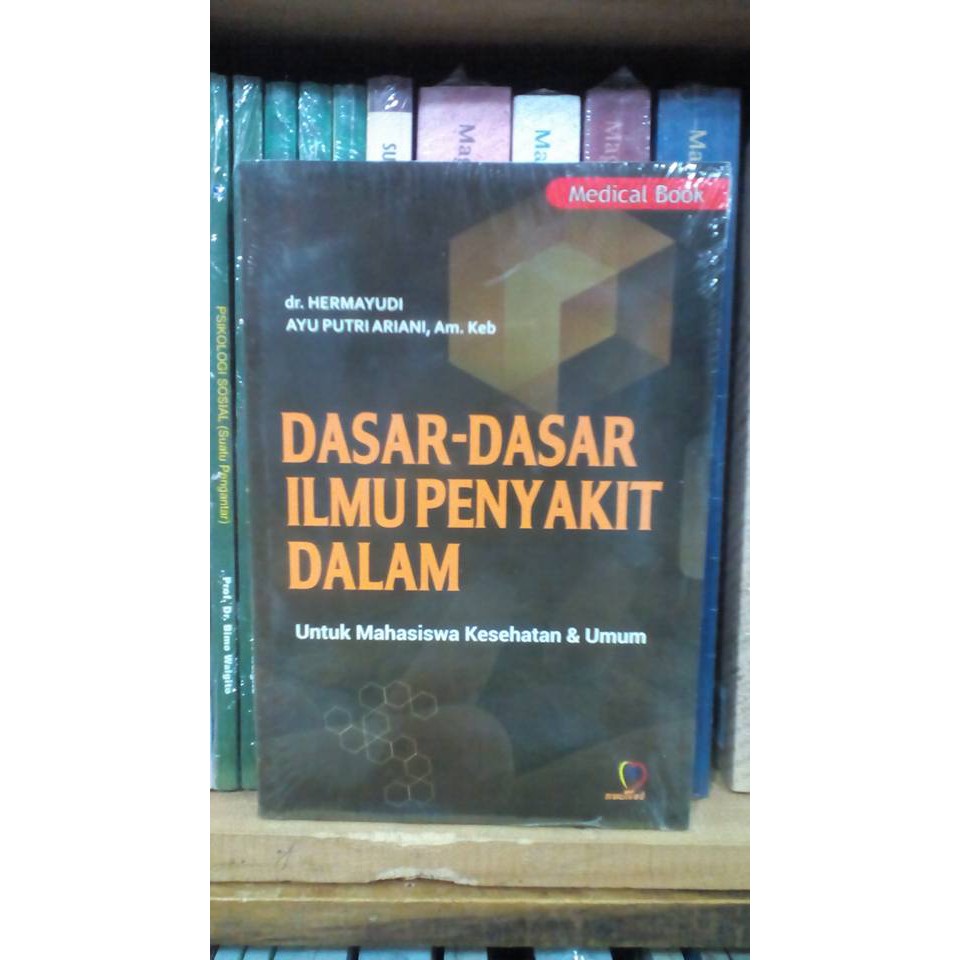 Medical Book
dr. HERMAYUDI
AYU PUTRI ARIANI, Am. Keb
DASAR-DASAR
ILMU PENYAKIT
DALAM
Untuk Mahasiswa Kesehatan & Umum
PSIKOLOGI SOSIAL (Suatu Pengantar)
Prof. Dr. Bimo Walgito